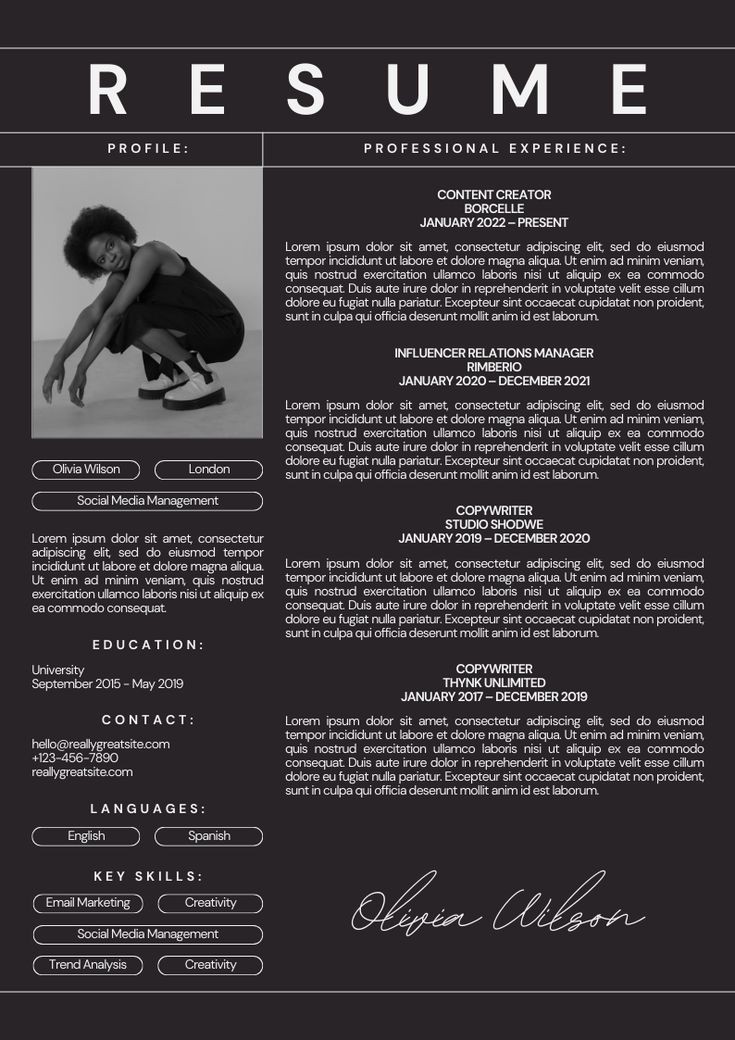 RESUME
PROFILE:
Olivia Wilson
London
Social Media Management
Lorem ipsum dolor sit amet, consectetur
adipiscing elit, sed do eiusmod tempor
incididunt ut labore et dolore magna aliqua.
Ut enim ad minim veniam, quis nostrud
exercitation ullamco laboris nisi ut aliquip ex
ea commodo consequat.
EDUCATION:
University
September 2015 - May 2019
CONTACT:
hello@reallygreatsite.com
+123-456-7890
reallygreatsite.com
LANGUAGES:
English
Spanish
KEY SKILLS:
Email Marketing
Creativity
Social Media Management
Trend Analysis
Creativity
PROFESSIONAL EXPERIENCE:
CONTENT CREATOR
BORCELLE
JANUARY 2022 – PRESENT
Lorem ipsum dolor sit amet, consectetur adipiscing elit, sed do eiusmod
tempor incididunt ut labore et dolore magna aliqua. Ut enim ad minim veniam,
quis nostrud exercitation ullamco laboris nisi ut aliquip ex ea commodo
consequat. Duis aute irure dolor in reprehenderit in voluptate velit esse cillum
dolore eu fugiat nulla pariatur. Excepteur sint occaecat cupidatat non proident,
sunt in culpa qui officia deserunt mollit anim id est laborum.
INFLUENCER RELATIONS MANAGER
RIMBERIO
JANUARY 2020 – DECEMBER 2021
Lorem ipsum dolor sit amet, consectetur adipiscing elit, sed do eiusmod
tempor incididunt ut labore et dolore magna aliqua. Ut enim ad minim veniam,
quis nostrud exercitation ullamco laboris nisi ut aliquip ex ea commodo
consequat. Duis aute irure dolor in reprehenderit in voluptate velit esse cillum
dolore eu fugiat nulla pariatur. Excepteur sint occaecat cupidatat non proident,
sunt in culpa qui officia deserunt mollit anim id est laborum.
COPYWRITER
STUDIO SHODWE
JANUARY 2019 – DECEMBER 2020
Lorem ipsum dolor sit amet, consectetur adipiscing elit, sed do eiusmod
tempor incididunt ut labore et dolore magna aliqua. Ut enim ad minim veniam,
quis nostrud exercitation ullamco laboris nisi ut aliquip ex ea commodo
consequat. Duis aute irure dolor in reprehenderit in voluptate velit esse cillum
dolore eu fugiat nulla pariatur. Excepteur sint occaecat cupidatat non proident,
sunt in culpa qui officia deserunt mollit anim id est laborum.
COPYWRITER
THYNK UNLIMITED
JANUARY 2017 – DECEMBER 2019
Lorem ipsum dolor sit amet, consectetur adipiscing elit, sed do eiusmod
tempor incididunt ut labore et dolore magna aliqua. Ut enim ad minim veniam,
quis nostrud exercitation ullamco laboris nisi ut aliquip ex ea commodo
consequat. Duis aute irure dolor in reprehenderit in voluptate velit esse cillum
dolore eu fugiat nulla pariatur. Excepteur sint occaecat cupidatat non proident,
sunt in culpa qui officia deserunt mollit anim id est laborum.
Olivia Wilson